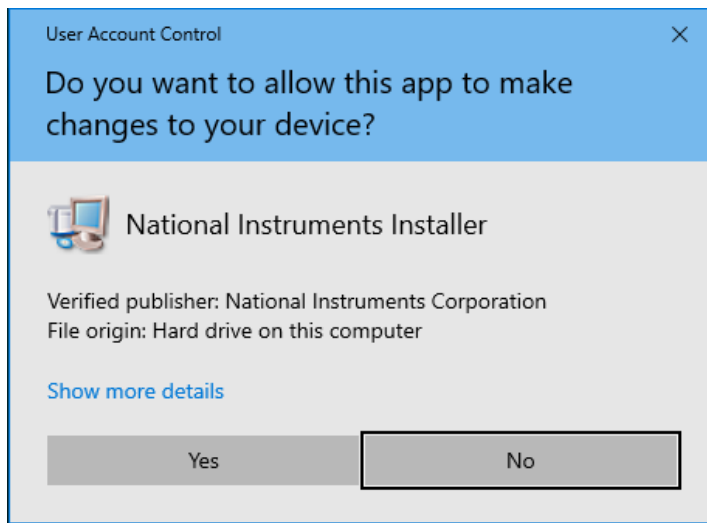 User Account Control
Do you want to allow this app to make
changes to your device?
National Instruments Installer
Verified publisher: National Instruments Corporation
File origin: Hard drive on this computer
Show more details
Yes
No